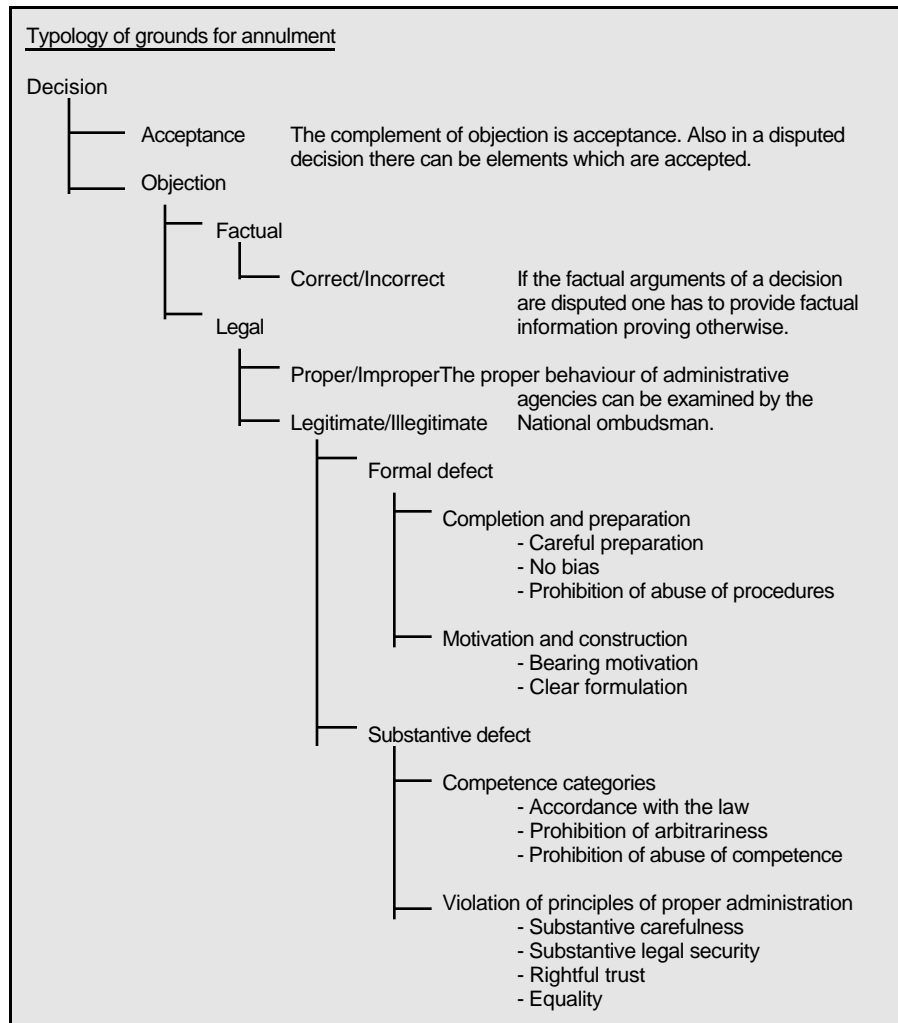 Typology of grounds for annulment
Decision
Acceptance The complement of objection is acceptance. Also in a disputed
decision there can be elements which are accepted.
Objection
Factual
Correct/Incorrect If the factual arguments of a decision
are disputed one has to provide factual
information proving otherwise.
Legal
Proper/ImproperThe proper behaviour of administrative
agencies can be examined by the
Legitimate/Illegitimate National ombudsman.
Formal defect
Completion and preparation
- Careful preparation
- No bias
- Prohibition of abuse of procedures
Motivation and construction
- Bearing motivation
- Clear formulation
Substantive defect
Competence categories
- Accordance with the law
- Prohibition of arbitrariness
- Prohibition of abuse of competence
Violation of principles of proper administration
- Substantive carefulness
- Substantive legal security
- Rightful trust
- Equality